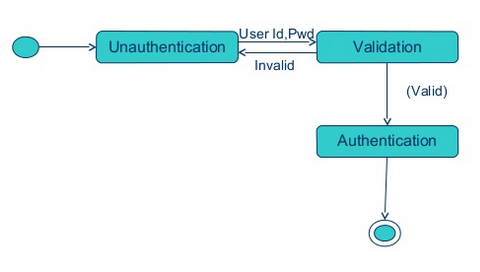 Unauthentication
User Id,Pwd
Validation
Invalid
(Valid)
Authentication